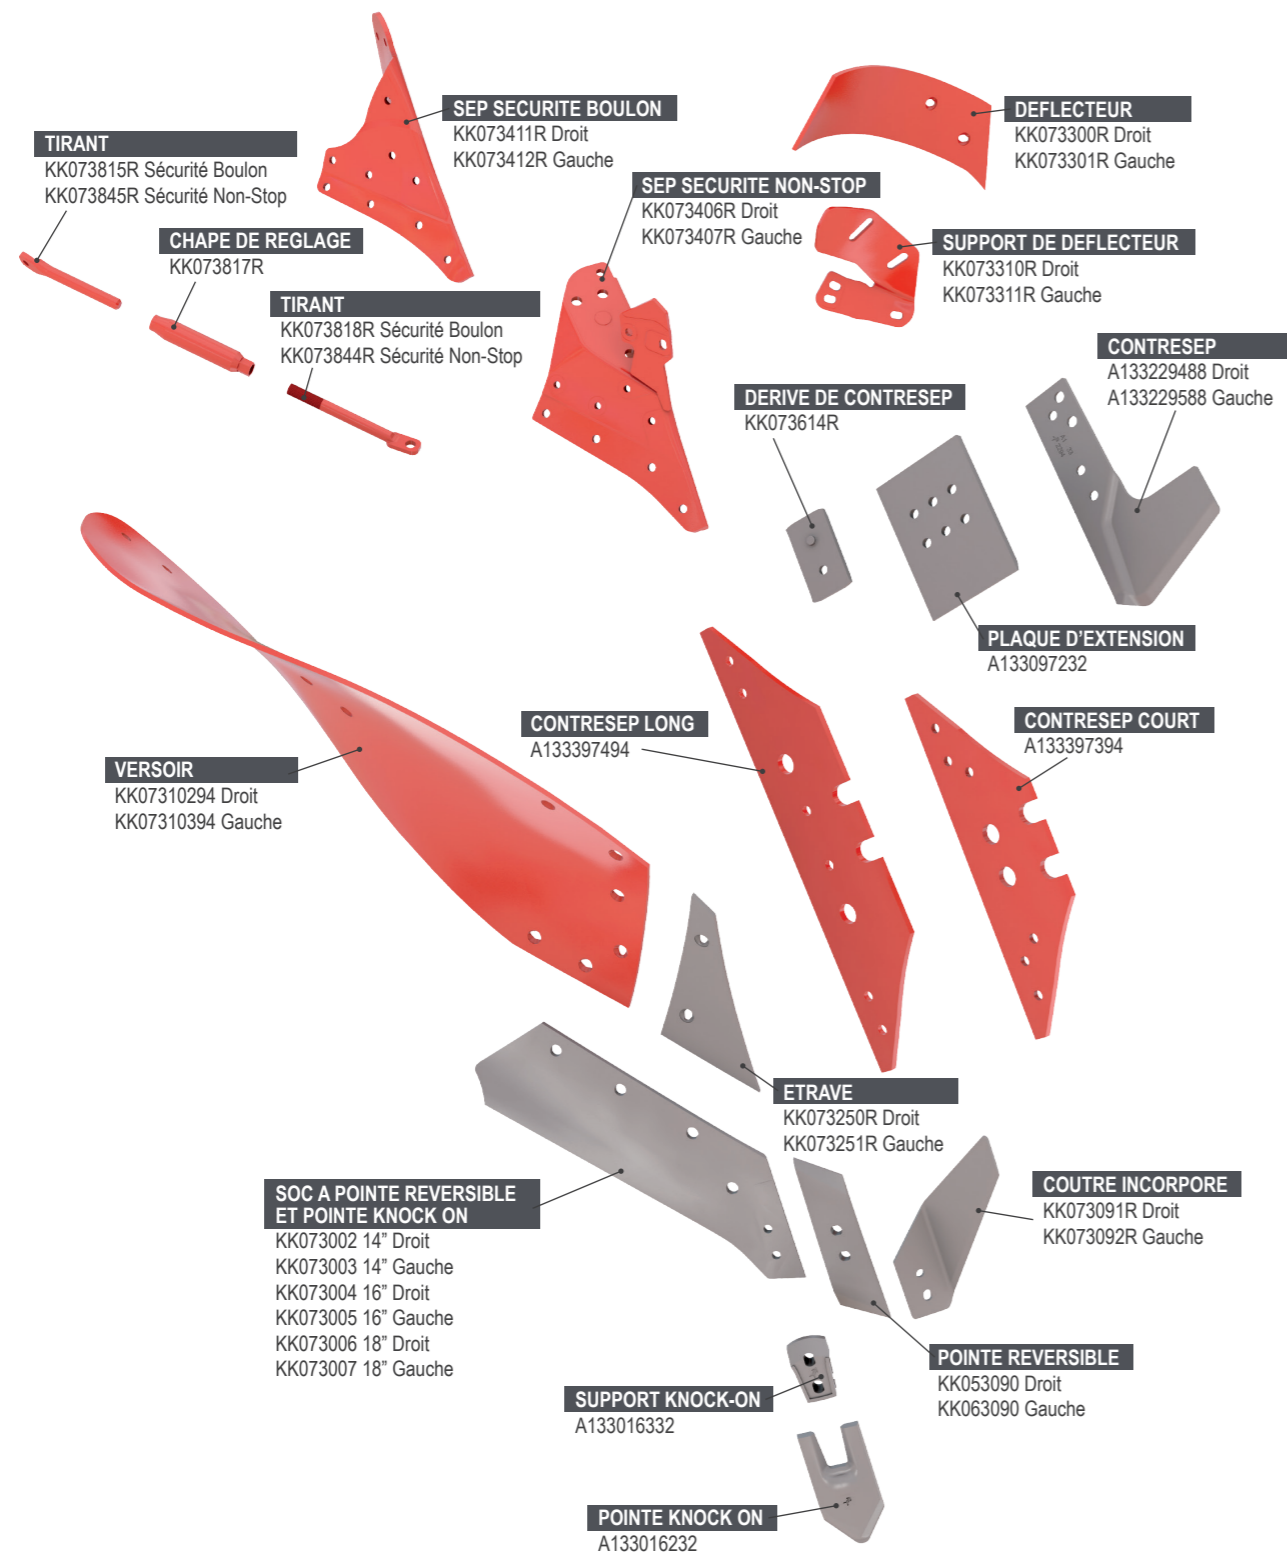 SEP SECURITE BOULON
KK073411R Droit
KK073412R Gauche
DEFLECTEUR
KK073300R Droit
KK073301R Gauche
TIRANT
KK073815R Sécurité Boulon
KK073845R Sécurité Non-Stop
SEP SECURITE NON-STOP
KK073406R Droit
KK073407R Gauche
CHAPE DE REGLAGE
KK073817R
SUPPORT DE DEFLECTEUR
KK073310R Droit
KK073311R Gauche
TIRANT
KK073818R Sécurité Boulon
KK073844R Sécurité Non-Stop
CONTRESEP
A133229488 Droit
A133229588 Gauche
DERIVE DE CONTRESEP
KK073614R
PLAQUE D’EXTENSION
A133097232
CONTRESEP LONG
A133397494
CONTRESEP COURT
A133397394
VERSOIR
KK07310294 Droit
KK07310394 Gauche
ETRAVE
KK073250R Droit
KK073251R Gauche
COUTRE INCORPORE
KK073091R Droit
KK073092R Gauche
SOC A POINTE REVERSIBLE
ET POINTE KNOCK ON
KK073002 14” Droit
KK073003 14” Gauche
KK073004 16” Droit
KK073005 16” Gauche
KK073006 18” Droit
KK073007 18” Gauche
POINTE REVERSIBLE
KK053090 Droit
KK063090 Gauche
SUPPORT KNOCK-ON
A133016332
POINTE KNOCK ON
A133016232